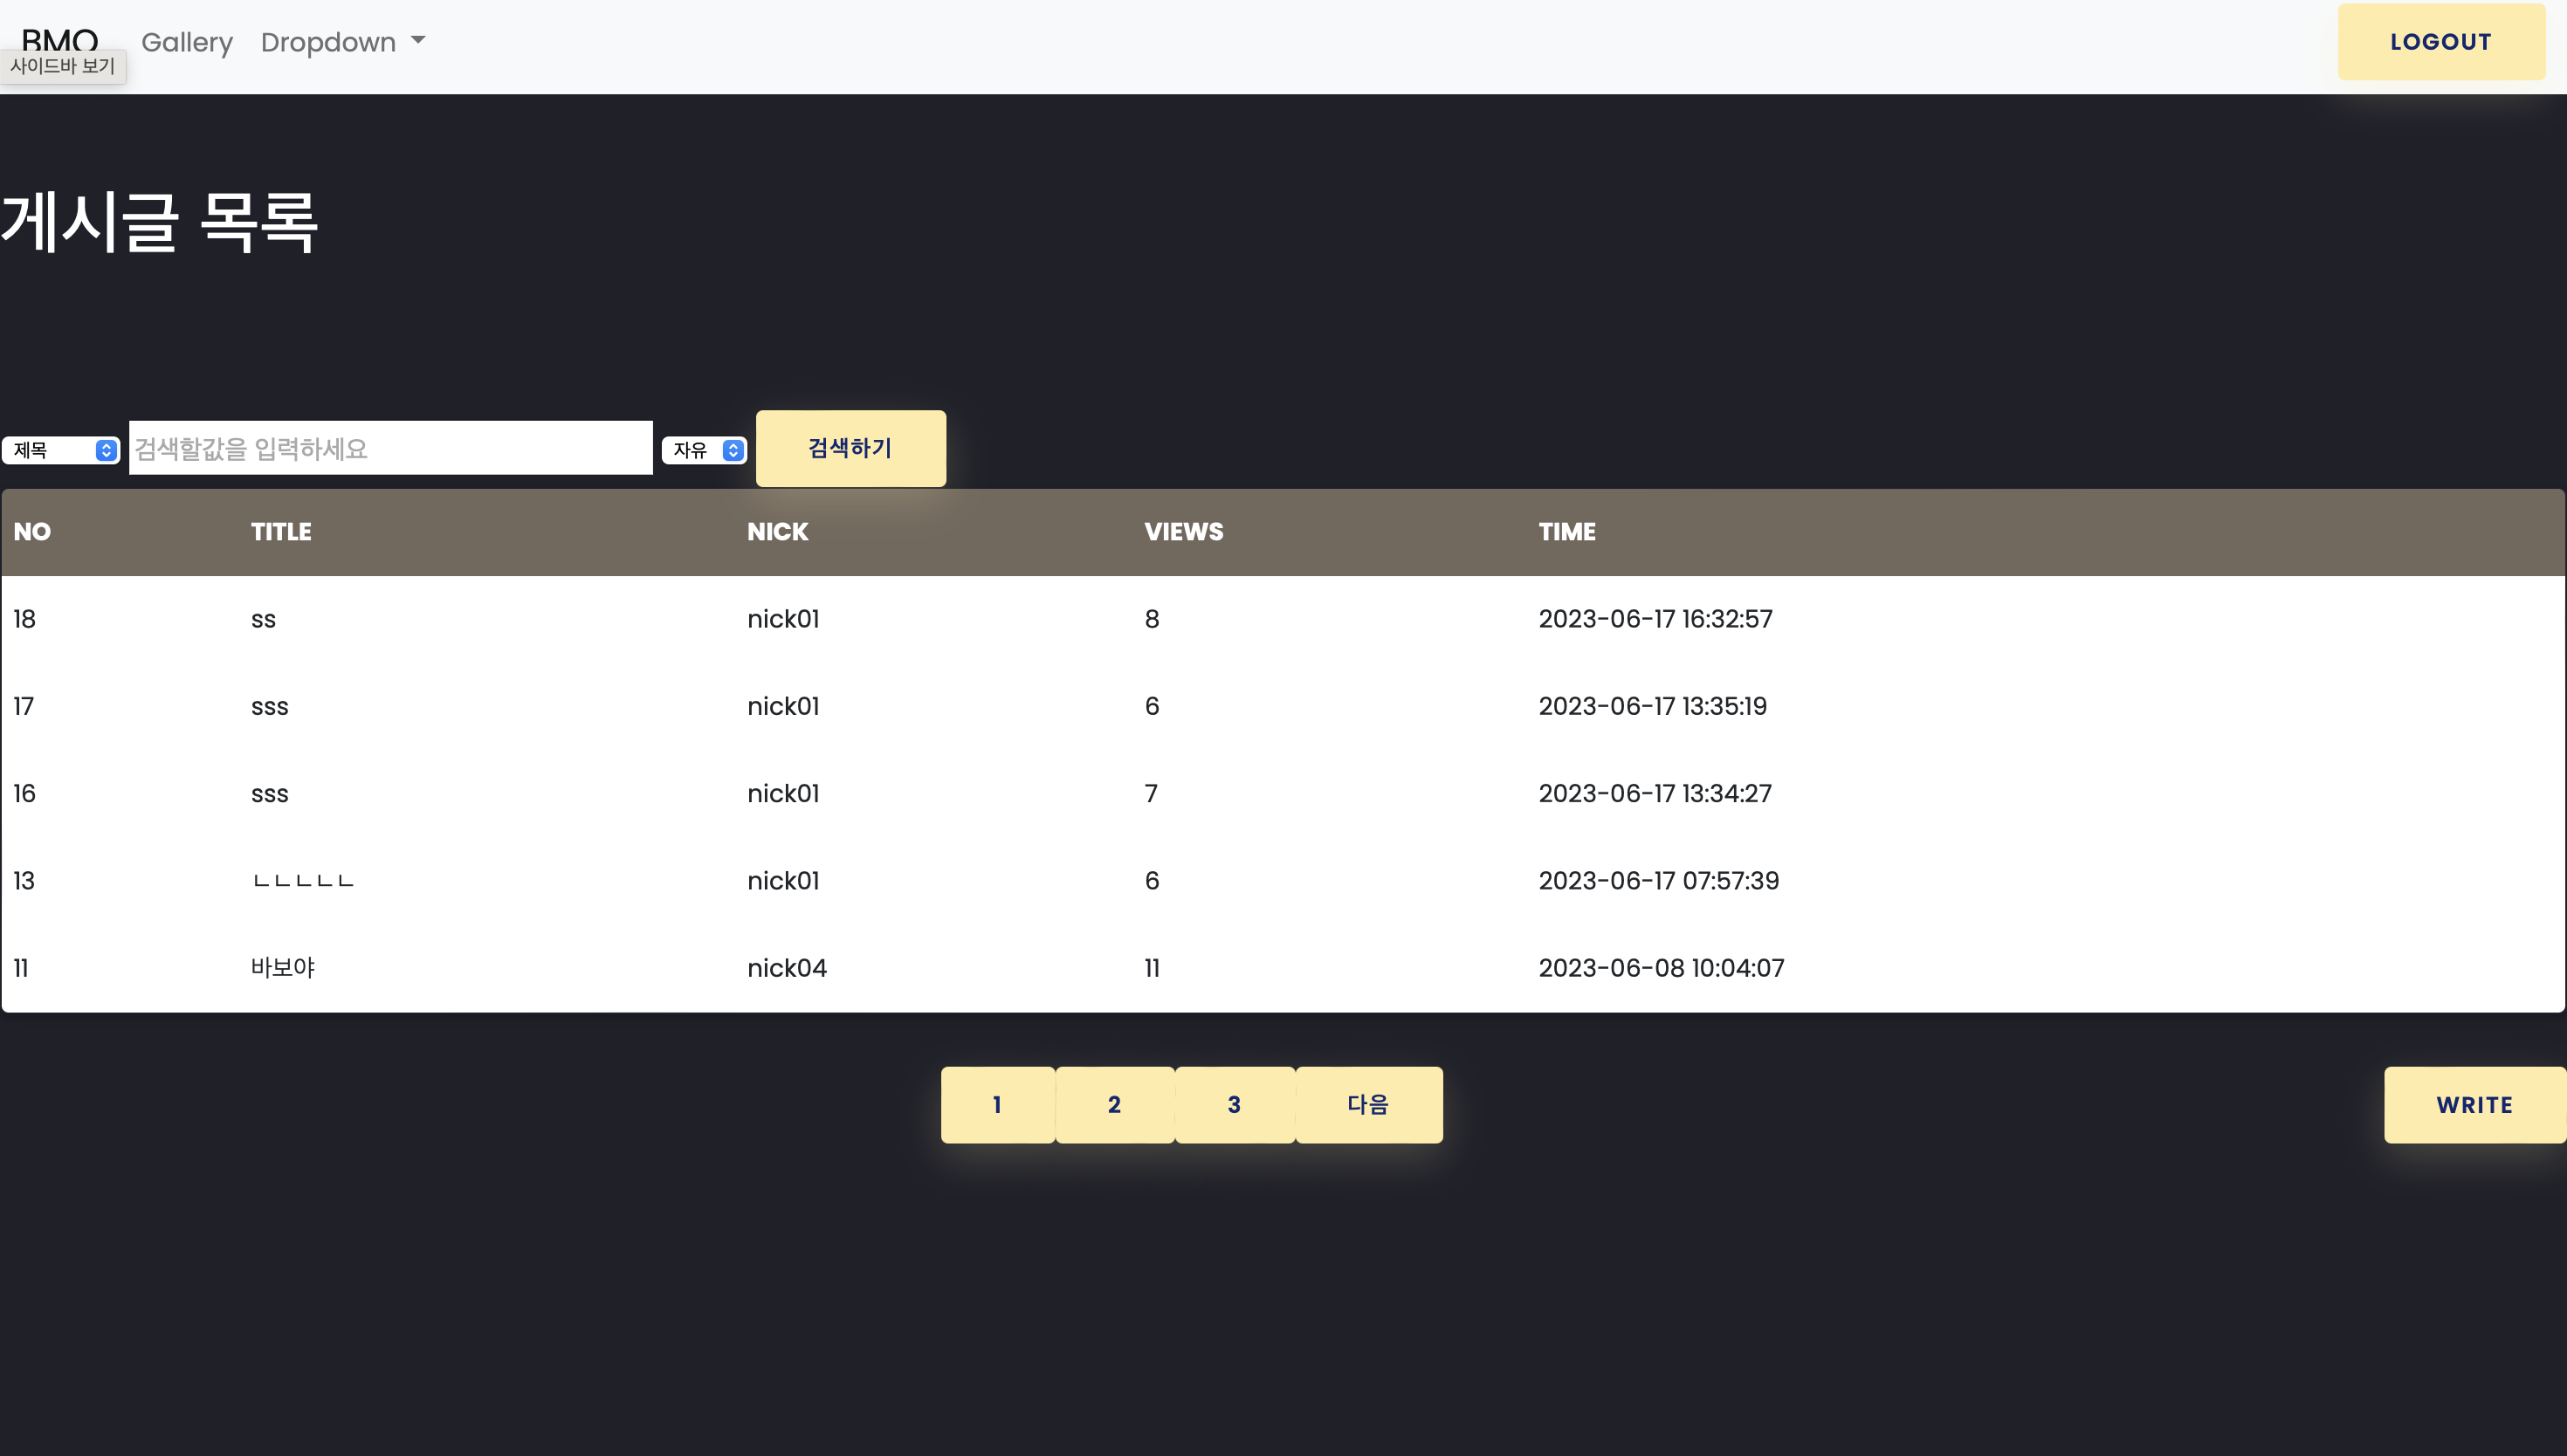 BMO Gallery Dropdown LOGOUT
사이드바 보기
게시글 목록
제목 검색할값을 입력하세요 자유 검색하기
NO TITLE NICK VIEWS TIME
18 ss nick01 8 2023-06-17 16:32:57
17 sss nick01 6 2023-06-17 13:35:19
16 sss nick01 7 2023-06-17 13:34:27
13 ㄴㄴㄴㄴㄴ nick01 6 2023-06-17 07:57:39
11 바보야 nick04 11 2023-06-08 10:04:07
1 2 3 다음 WRITE